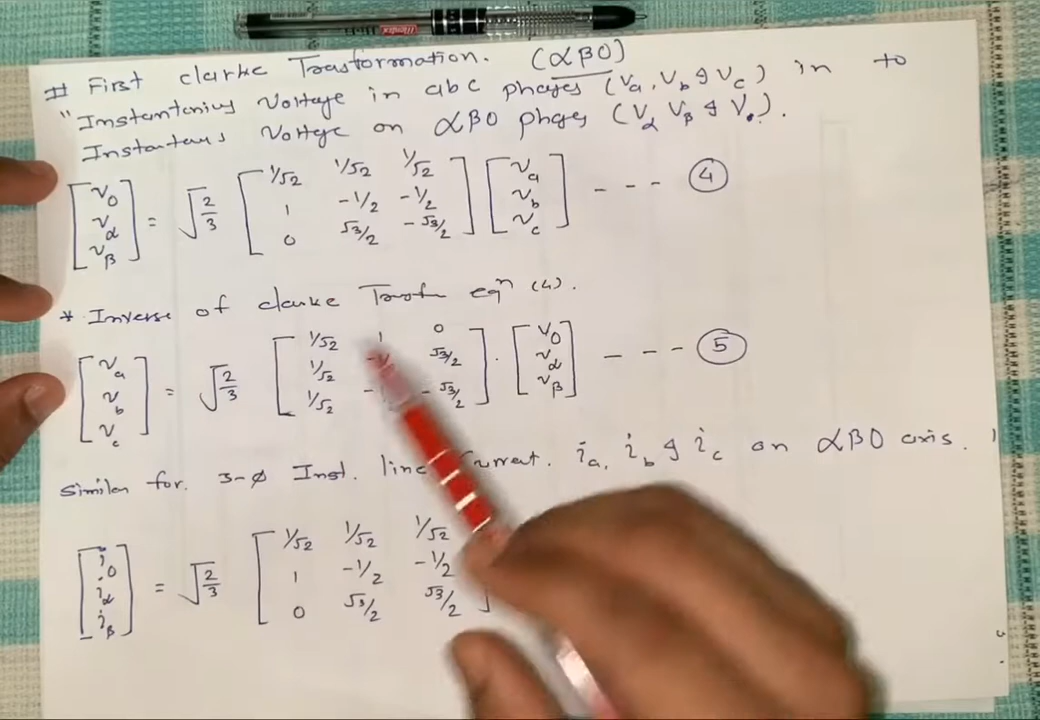 # First clarke Trasformation. (αβ0)
"Instantenius Voltage in abc phases (Va, Vb & Vc) in to
Instanteus Voltge on αβ0 phges (Vα Vβ & V0).
[v0 vα vβ] = √2/3 [1/√2 1/√2 1/√2; 1 -1/2 -1/2; 0 √3/2 -√3/2] [va vb vc] --- (4)
* Inverse of clarke Transfn eqn (4).
[va vb vc] = √2/3 [1/√2 1 0; 1/√2 √3/2; 1/√2 - -√3/2] . [v0 vα vβ] --- (5)
Similar for. 3-ø Inst. line current. ia, ib & ic on αβ0 axis.
[i0 iα iβ] = √2/3 [1/√2 1/√2 1/√2; 1 -1/2 -1/2; 0 √3/2 √3/2]